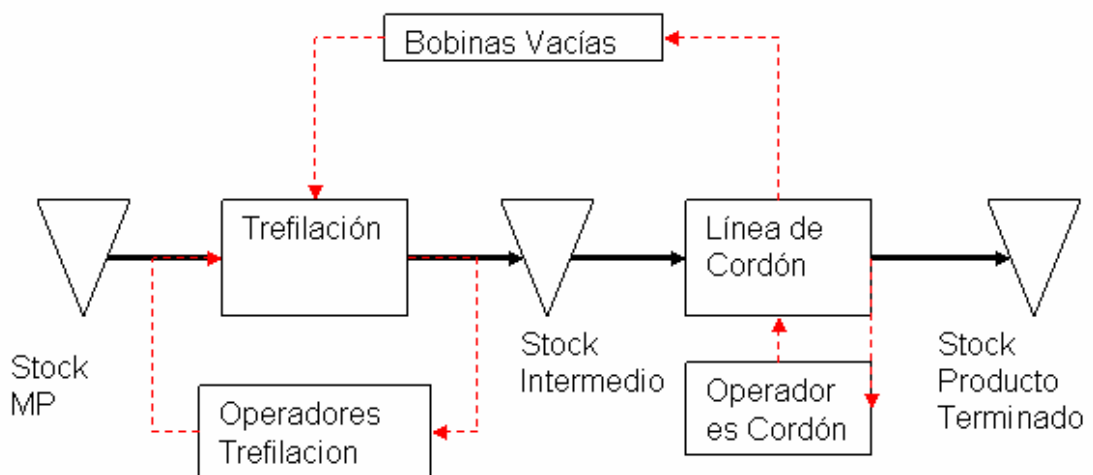 Bobinas Vacías
Trefilación
Línea de
Cordón
Stock
MP
Stock
Intermedio
Stock
Producto
Terminado
Operadores
Trefilacion
Operador
es Cordón